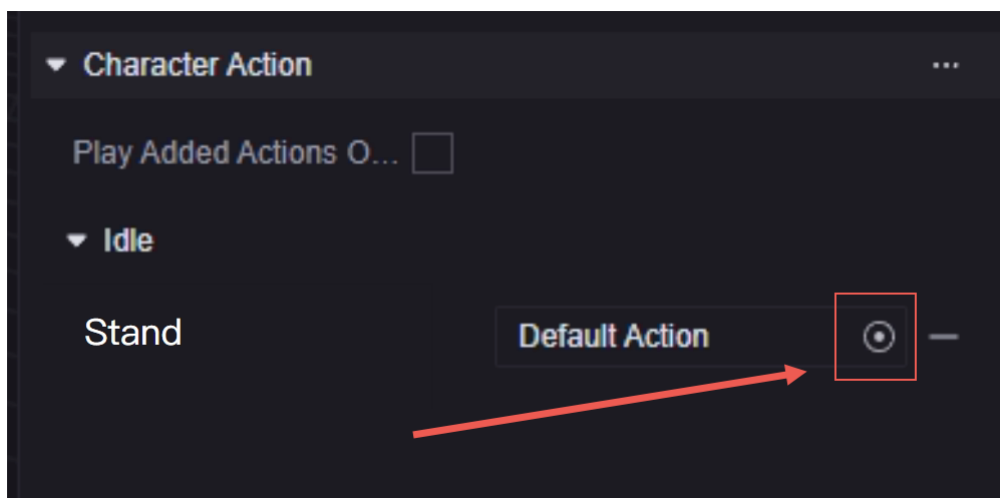 Character Action
Play Added Actions O...
Idle
Stand Default Action